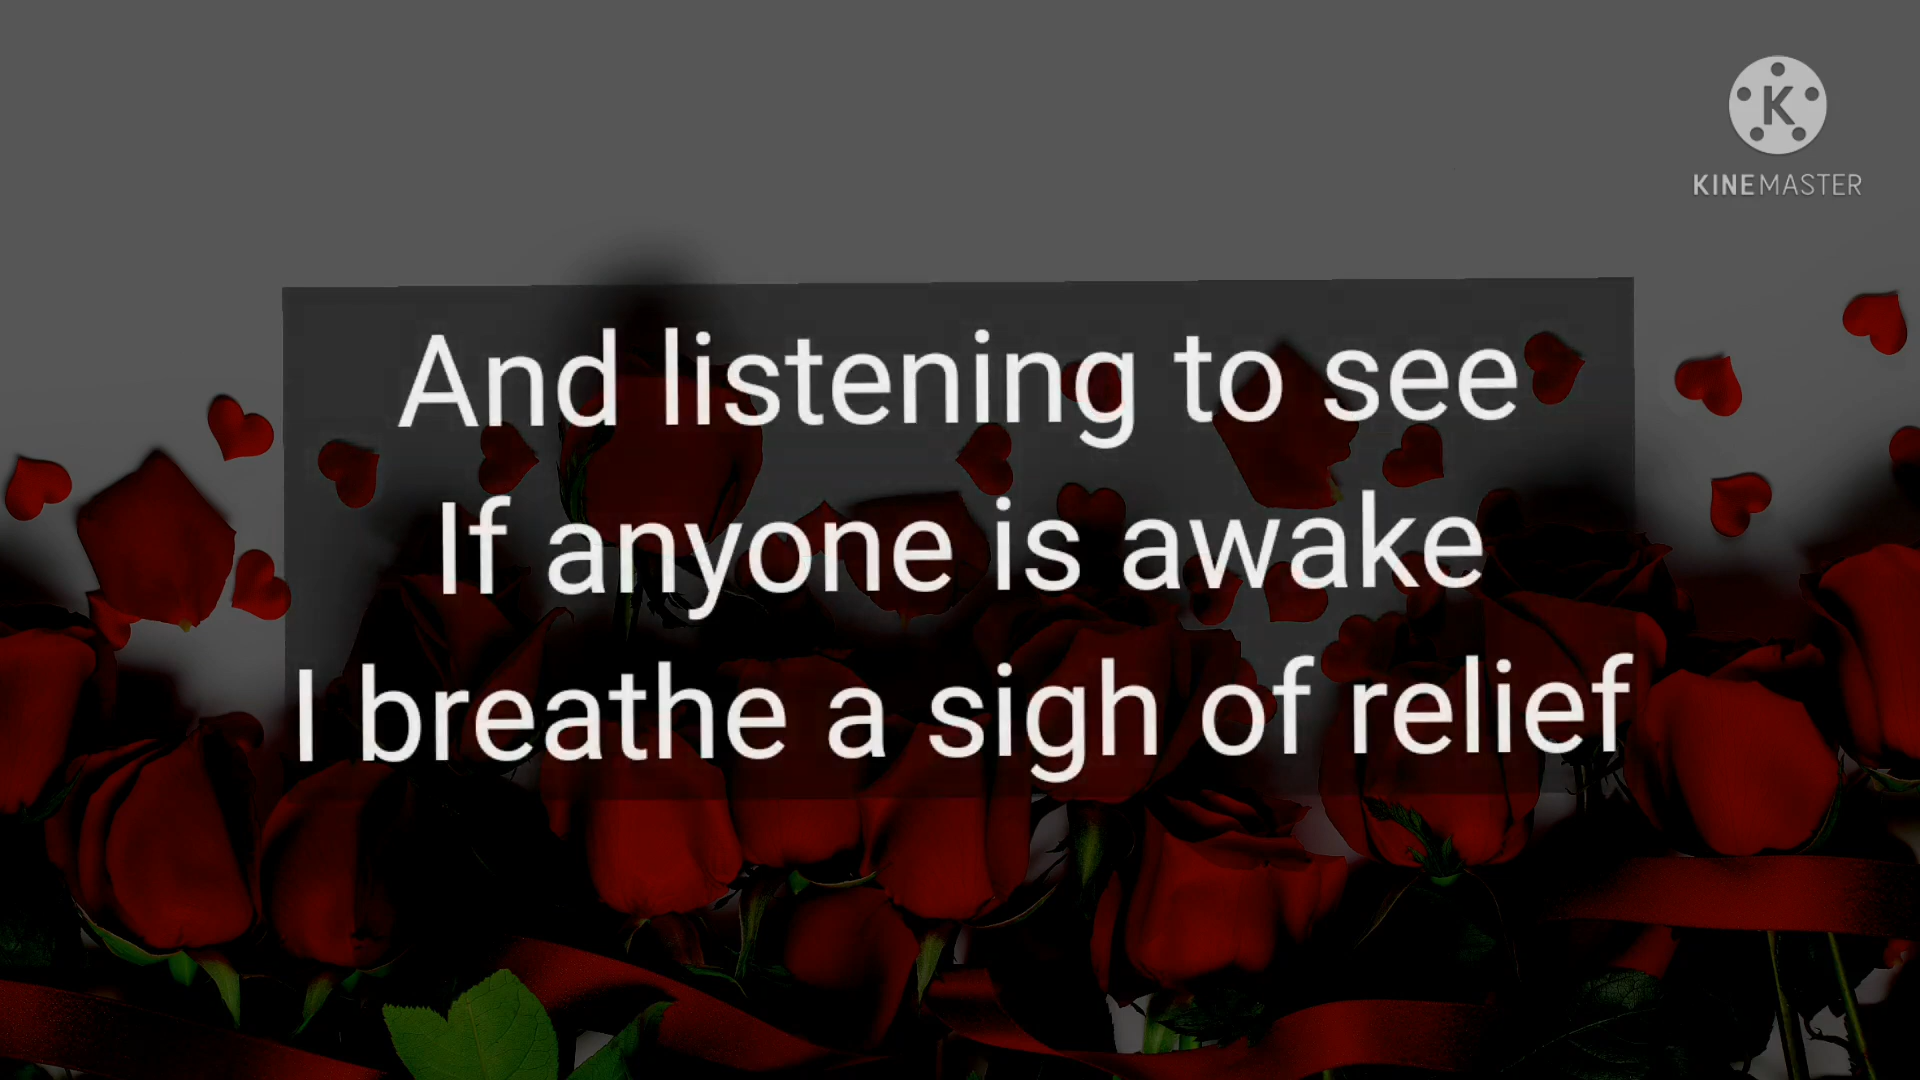 K
KINEMASTER
And listening to see
If anyone is awake
I breathe a sigh of relief